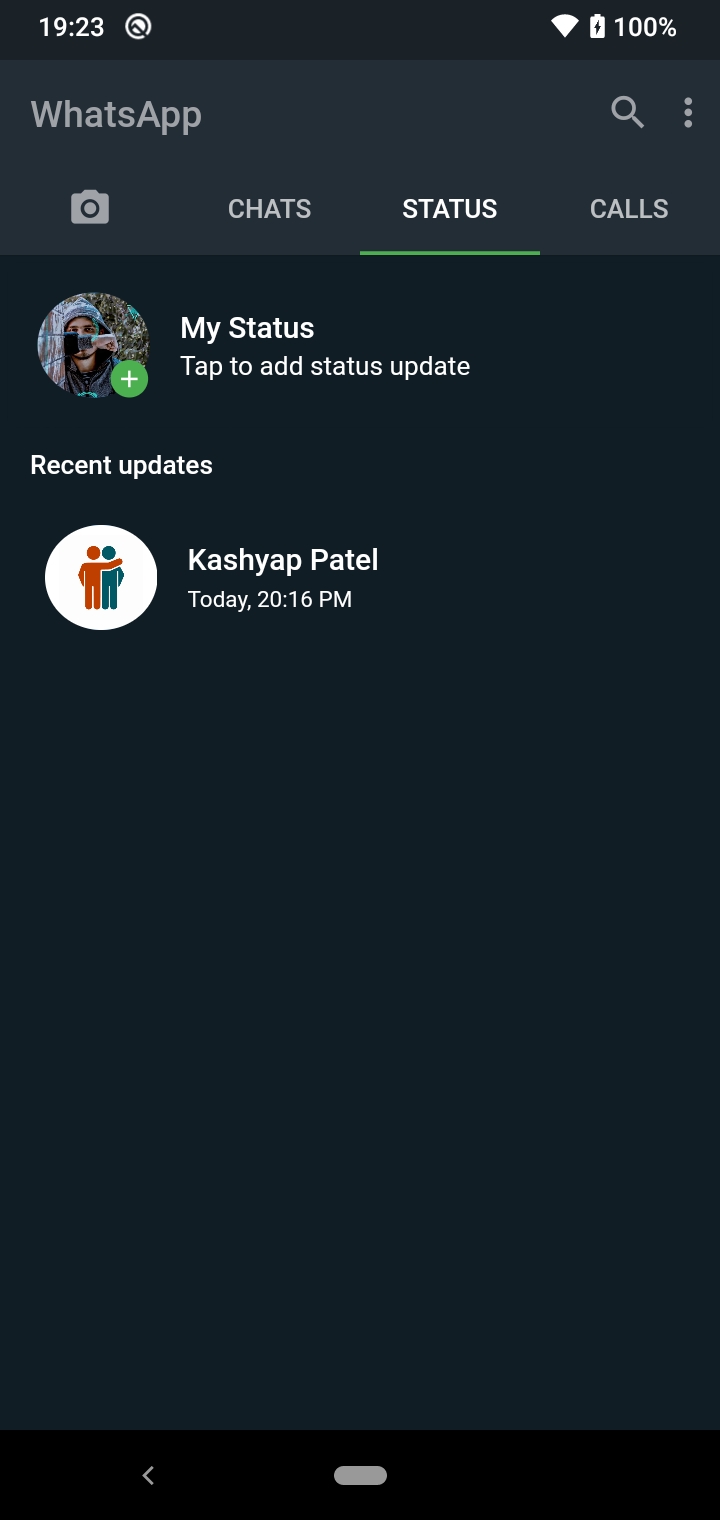 19:23
100%
WhatsApp
CHATS
STATUS
CALLS
My Status
Tap to add status update
Recent updates
Kashyap Patel
Today, 20:16 PM